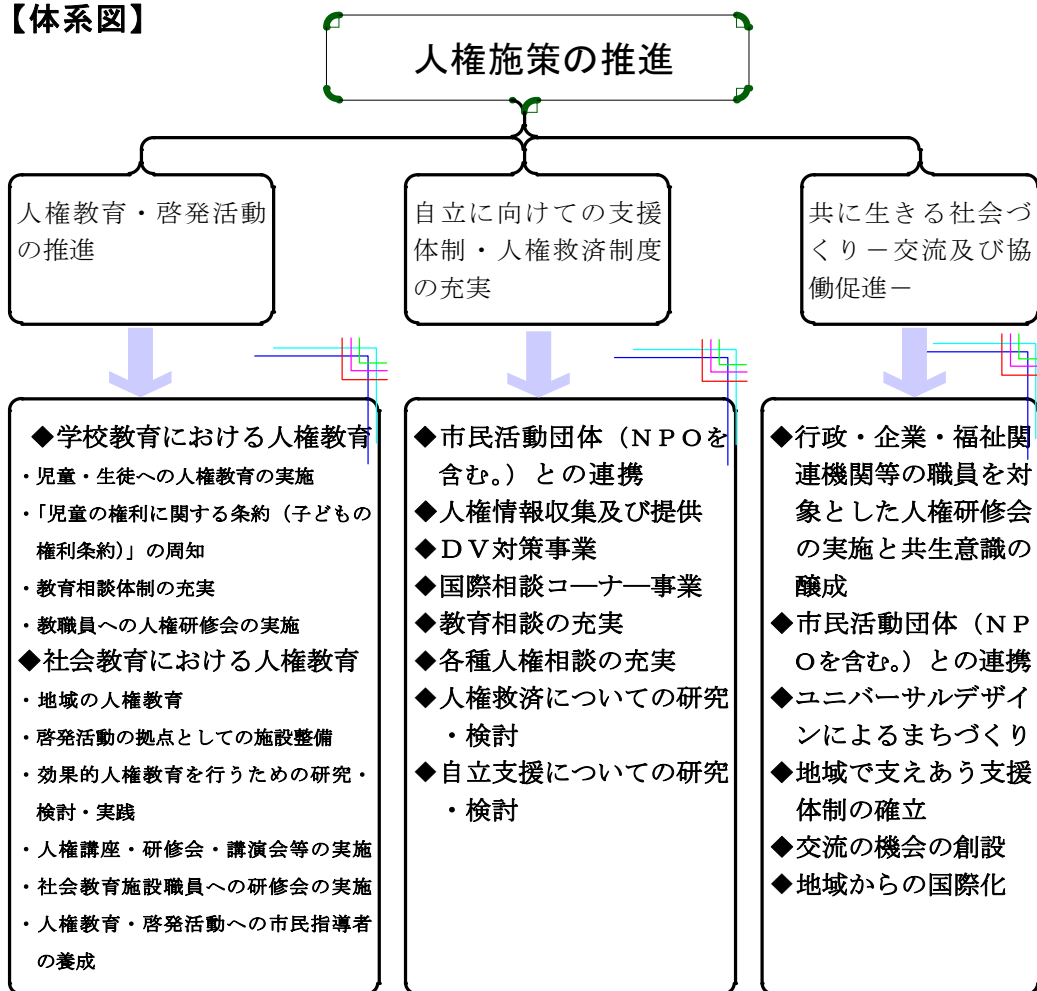 【体系図】
人権施策の推進
人権教育・啓発活動
の推進
自立に向けての支援
体制・人権救済制度
の充実
共に生きる社会づ
くり－交流及び協
働促進－
◆学校教育における人権教育
・児童・生徒への人権教育の実施
・「児童の権利に関する条約（子どもの
権利条約）」の周知
・教育相談体制の充実
・教職員への人権研修会の実施
◆社会教育における人権教育
・地域の人権教育
・啓発活動の拠点としての施設整備
・効果的人権教育を行うための研究・
検討・実践
・人権講座・研修会・講演会等の実施
・社会教育施設職員への研修会の実施
・人権教育・啓発活動への市民指導者
の養成
◆市民活動団体（ＮＰＯを
含む。）との連携
◆人権情報収集及び提供
◆ＤＶ対策事業
◆国際相談コーナー事業
◆教育相談の充実
◆各種人権相談の充実
◆人権救済についての研究
・検討
◆自立支援についての研究
・検討
◆行政・企業・福祉関
連機関等の職員を対
象とした人権研修会
の実施と共生意識の
醸成
◆市民活動団体（ＮＰ
Ｏを含む。）との連携
◆ユニバーサルデザイ
ンによるまちづくり
◆地域で支えあう支援
体制の確立
◆交流の機会の創設
◆地域からの国際化